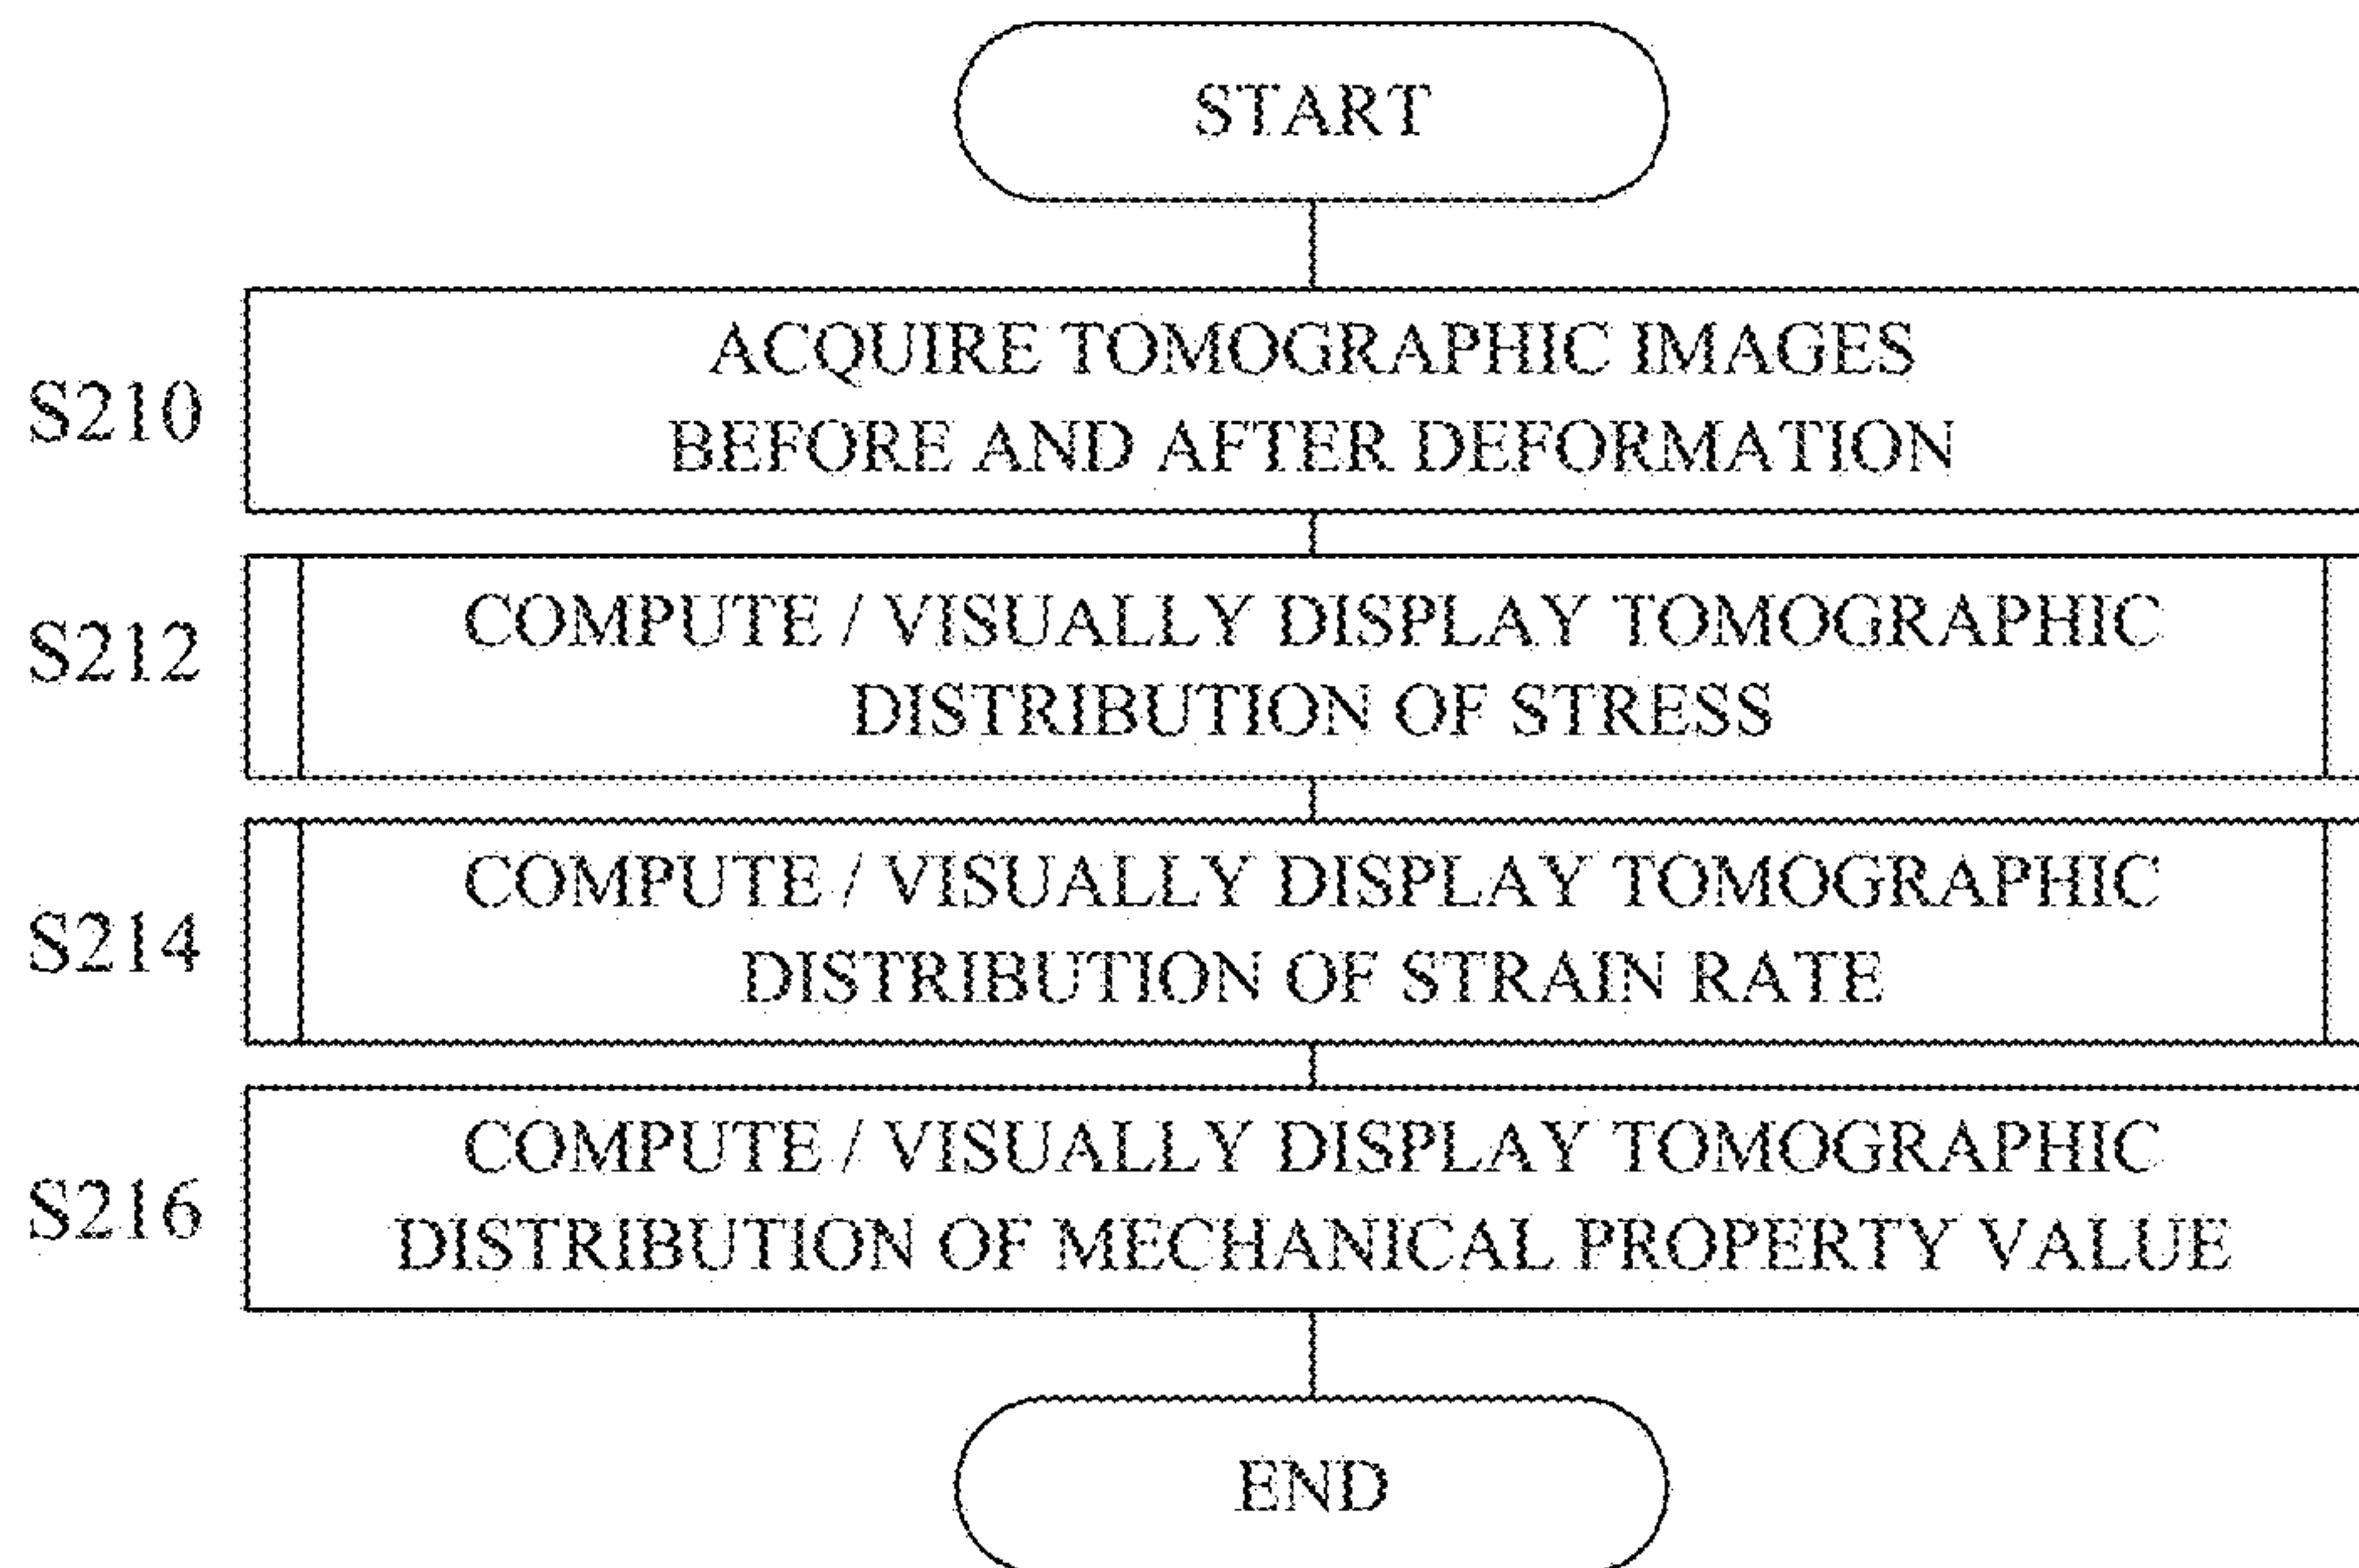 START
S210
ACQUIRE TOMOGRAPHIC IMAGES
BEFORE AND AFTER DEFORMATION
S212
COMPUTE / VISUALLY DISPLAY TOMOGRAPHIC
DISTRIBUTION OF STRESS
S214
COMPUTE / VISUALLY DISPLAY TOMOGRAPHIC
DISTRIBUTION OF STRAIN RATE
S216
COMPUTE / VISUALLY DISPLAY TOMOGRAPHIC
DISTRIBUTION OF MECHANICAL PROPERTY VALUE
END